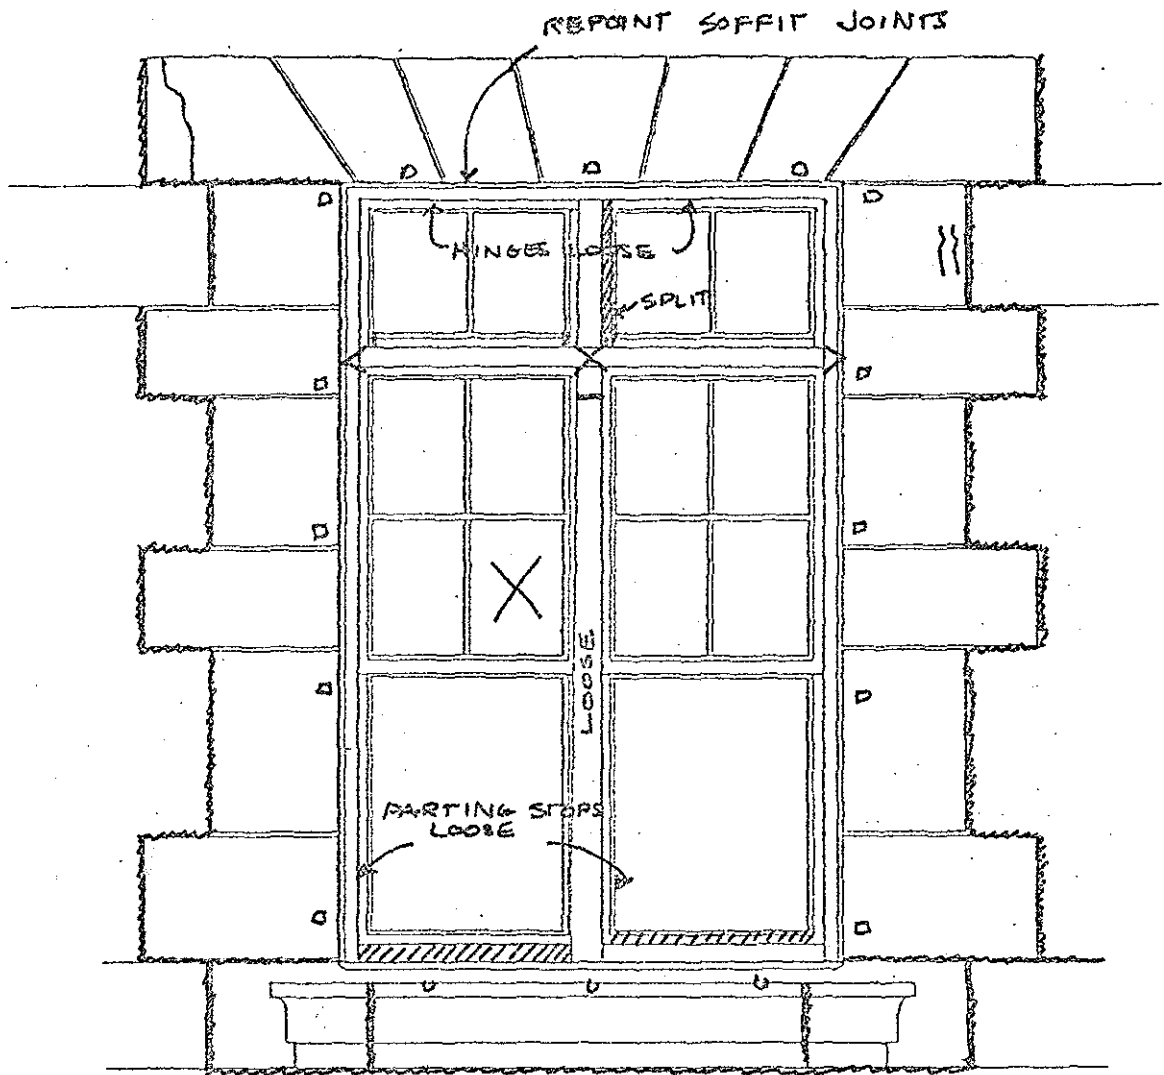 REPOINT SOFFIT JOINTS
HINGES LOOSE
SPLIT
LOOSE
PARTING STOPS
LOOSE